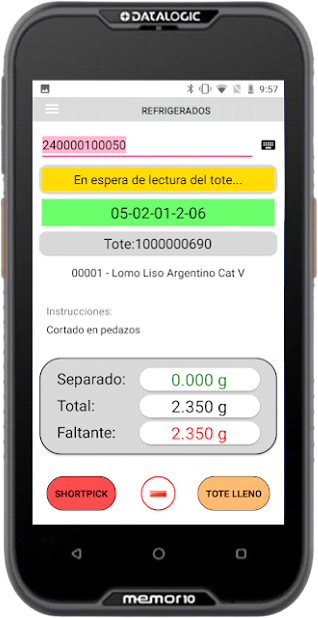 DATALOGIC
9:57
REFRIGERADOS
240000100050
En espera de lectura del tote...
05-02-01-2-06
Tote:1000000690
00001 - Lomo Liso Argentino Cat V
Instrucciones:
Cortado en pedazos
Separado: 0.000 g
Total: 2.350 g
Faltante: 2.350 g
SHORTPICK TOTE LLENO
memor10